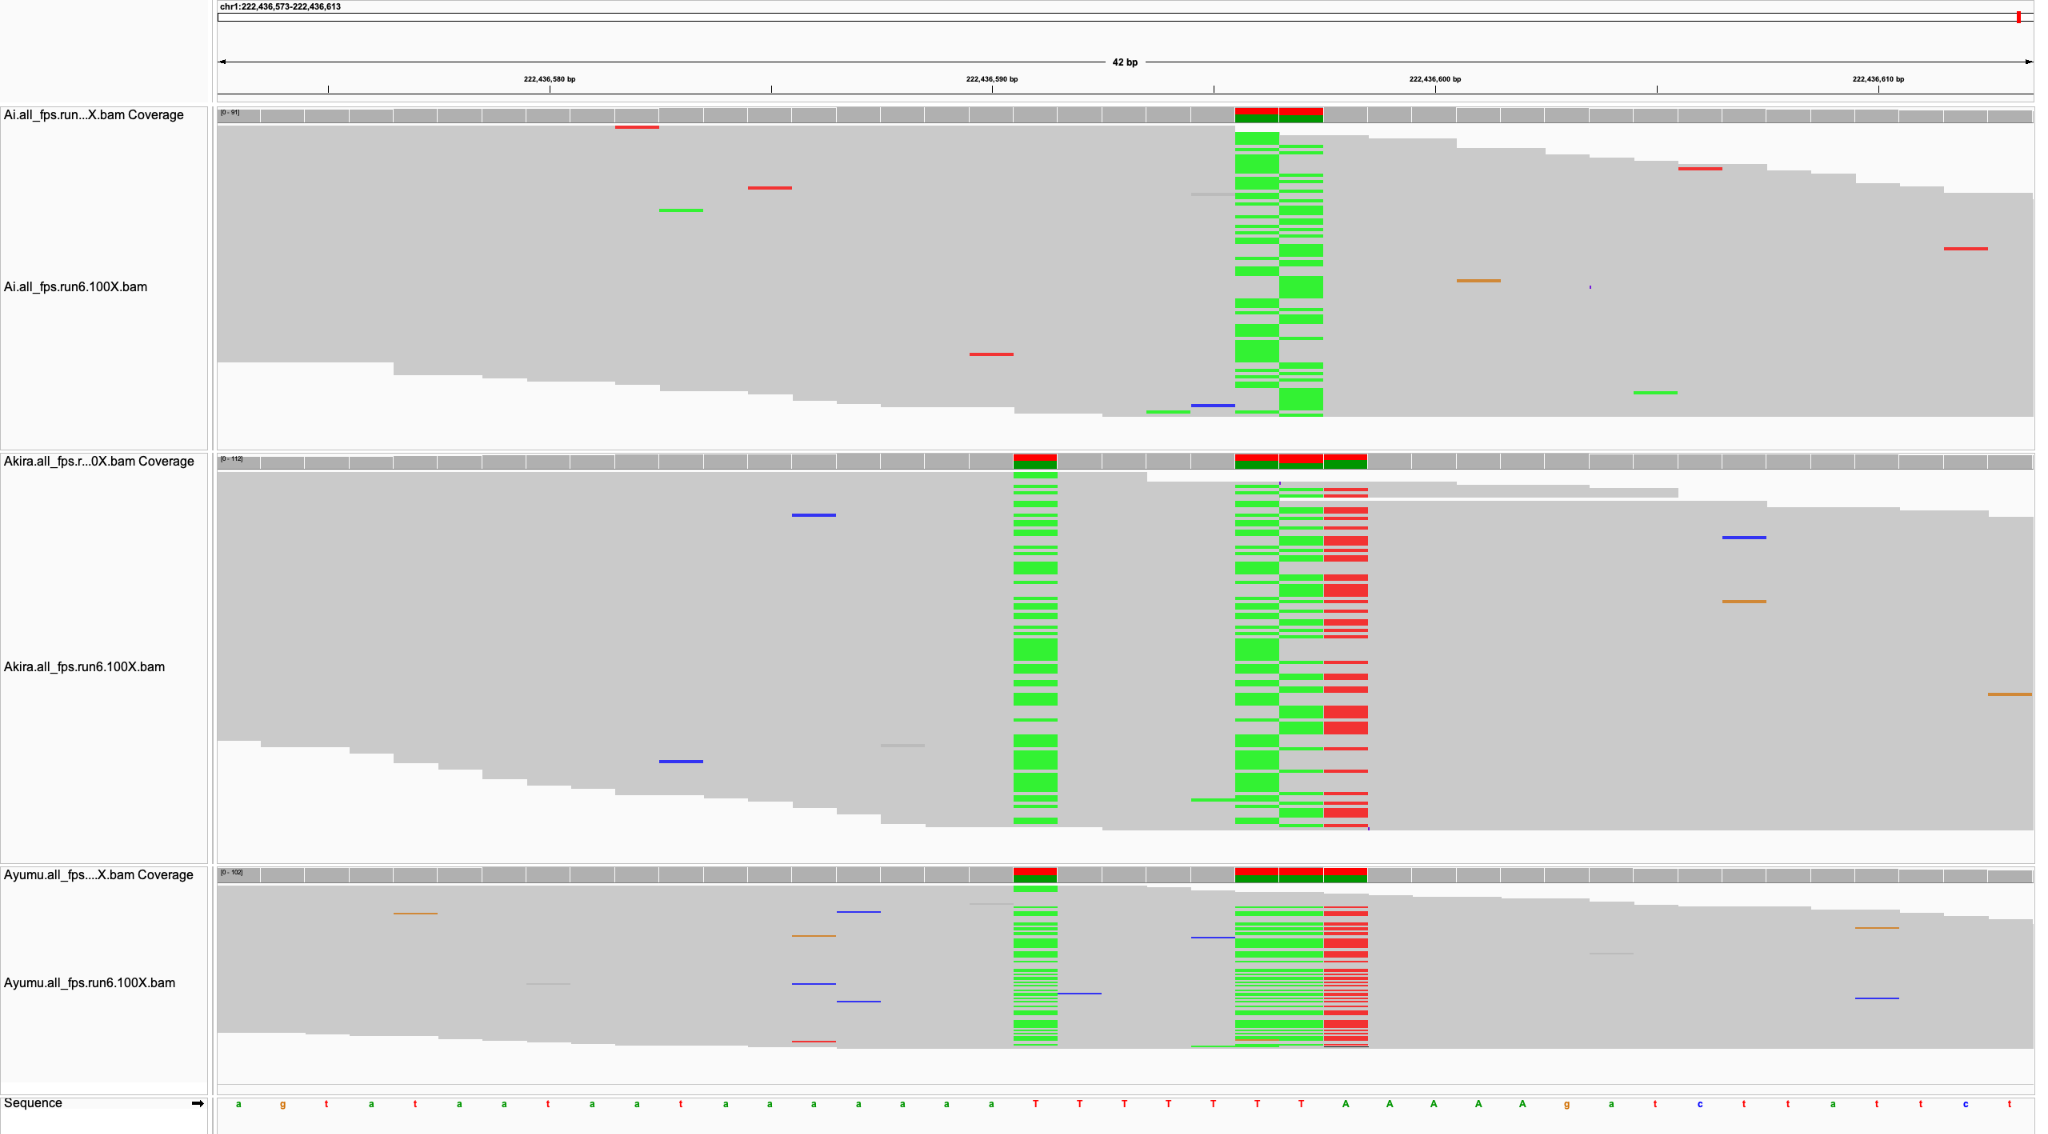 chr1:222,436,573-222,436,613
42 bp
222,436,580 bp 222,436,590 bp 222,436,600 bp 222,436,610 bp
Ai.all_fps.run...X.bam Coverage
[0 - 91]
Ai.all_fps.run6.100X.bam
Akira.all_fps.r...0X.bam Coverage
[0 - 112]
Akira.all_fps.run6.100X.bam
Ayumu.all_fps....X.bam Coverage
[0 - 102]
Ayumu.all_fps.run6.100X.bam
Sequence a g t a t a a t a a t a a a a a a a T T T T T T T A A A A A g a t c t t a t t c t